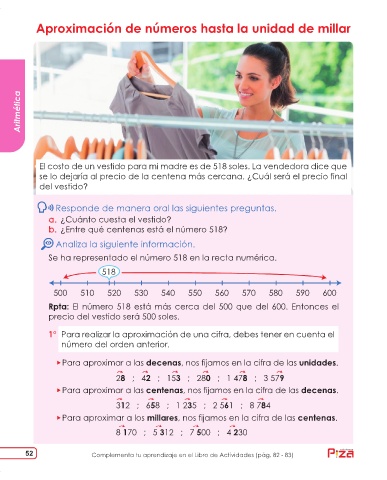 Aproximación de números hasta la unidad de millar
Aritmética
El costo de un vestido para mi madre es de 518 soles. La vendedora dice que
se lo dejaría al precio de la centena más cercana. ¿Cuál será el precio final
del vestido?
Responde de manera oral las siguientes preguntas.
a. ¿Cuánto cuesta el vestido?
b. ¿Entre qué centenas está el número 518?
Analiza la siguiente información.
Se ha representado el número 518 en la recta numérica.
518
500 510 520 530 540 550 560 570 580 590 600
Rpta: El número 518 está más cerca del 500 que del 600. Entonces el
precio del vestido será 500 soles.
1° Para realizar la aproximación de una cifra, debes tener en cuenta el
número del orden anterior.
Para aproximar a las decenas, nos fijamos en la cifra de las unidades.
28 ; 42 ; 153 ; 280 ; 1 478 ; 3 579
Para aproximar a las centenas, nos fijamos en la cifra de las decenas.
312 ; 658 ; 1 235 ; 2 561 ; 8 784
Para aproximar a los millares, nos fijamos en la cifra de las centenas.
8 170 ; 5 312 ; 7 500 ; 4 230
52
Complementa tu aprendizaje en el Libro de Actividades (pág. 82 - 83)